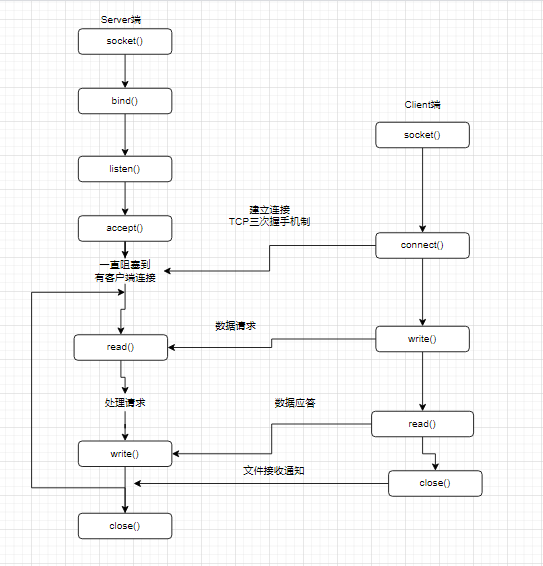 Server端
socket()
bind()
Client端
socket()
listen()
建立连接
TCP三次握手机制
accept()
connect()
一直阻塞到
有客户端连接
数据请求
write()
read()
处理请求
数据应答
read()
write()
文件接收通知
close()
close()